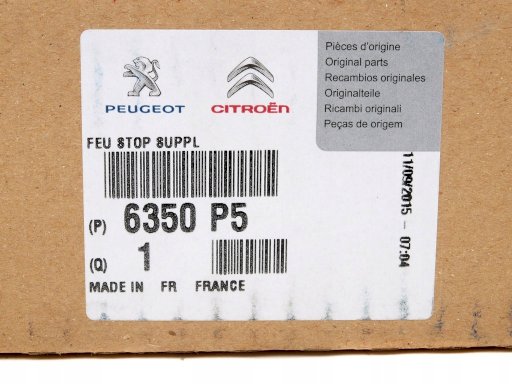 PEUGEOT
CITROËN
Pièces d'origine
Original parts
Recambios originales
Originalteile
Ricambi originali
Peças de origem
FEU STOP SUPPL
(P) 6350 P5
(Q) 1
MADE IN FR FRANCE
11/09/2015 - 07:04